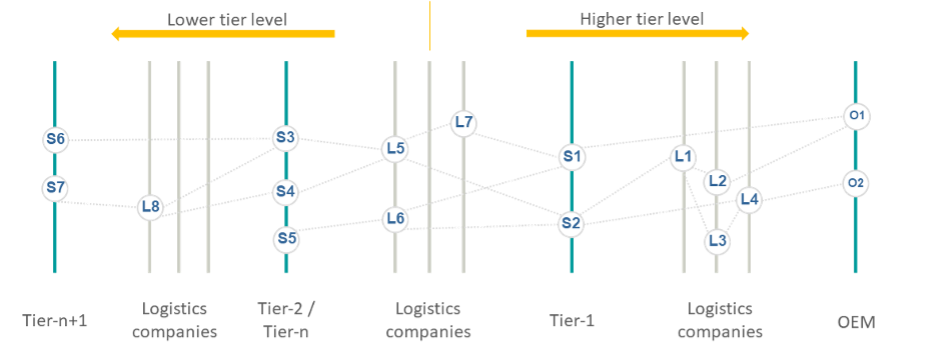 Lower tier level
Higher tier level
S6
S3
L5
L7
S1
L1
O1
S7
L8
S4
L6
S2
L2
L4
O2
S5
L3
Tier-n+1
Logistics
companies
Tier-2 /
Tier-n
Logistics
companies
Tier-1
Logistics
companies
OEM